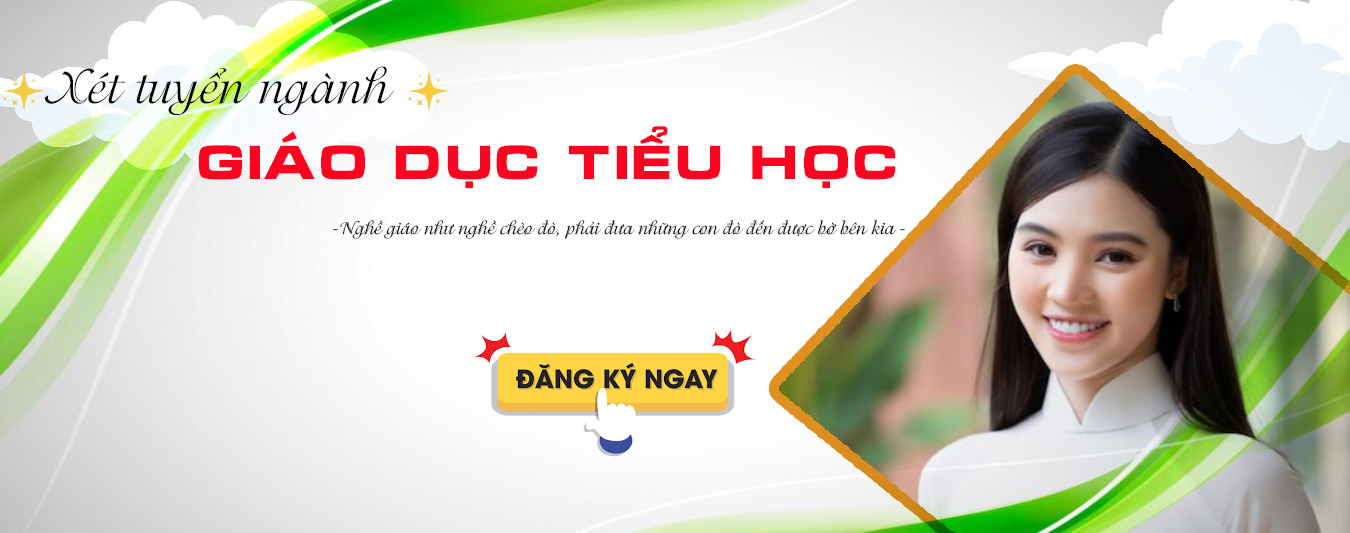 Xét tuyển ngành
GIÁO DỤC TIỂU HỌC
-Nghề giáo như nghề chèo đò, phải đưa những con đò đến được bờ bên kia -
ĐĂNG KÝ NGAY